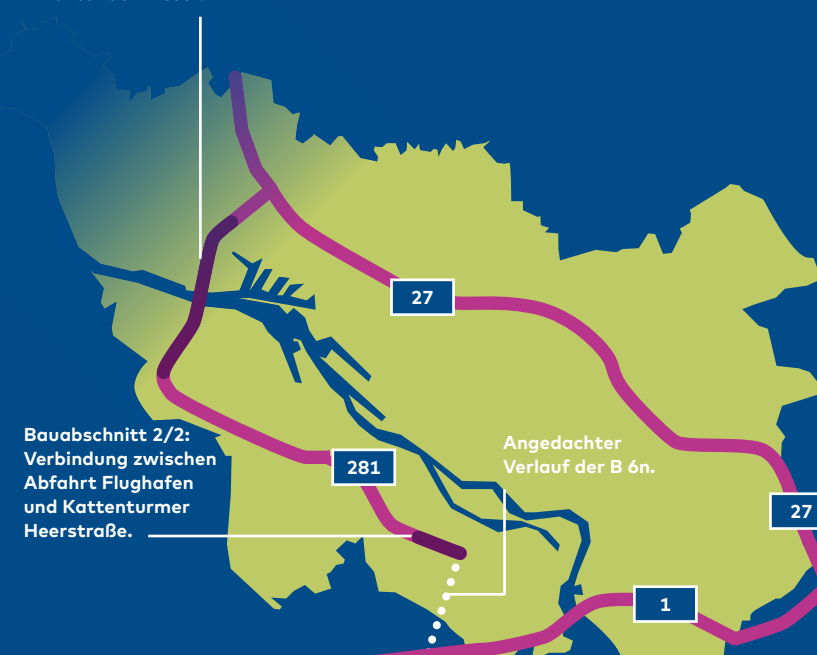 27
Bauabschnitt 2/2:
Verbindung zwischen
Abfahrt Flughafen
und Kattenturmer
Heerstraße.
281
Angedachter
Verlauf der B 6n.
27
1